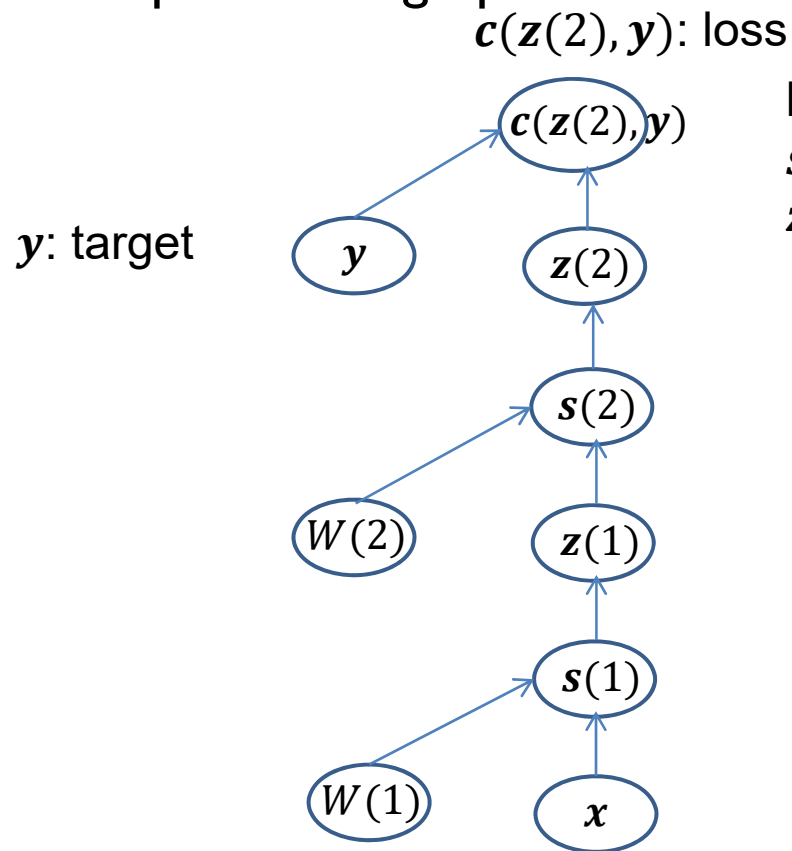 c(z(2), y): loss
c(z(2), y)
y: target
y
z(2)
s(2)
W(2)
z(1)
s(1)
W(1)
x